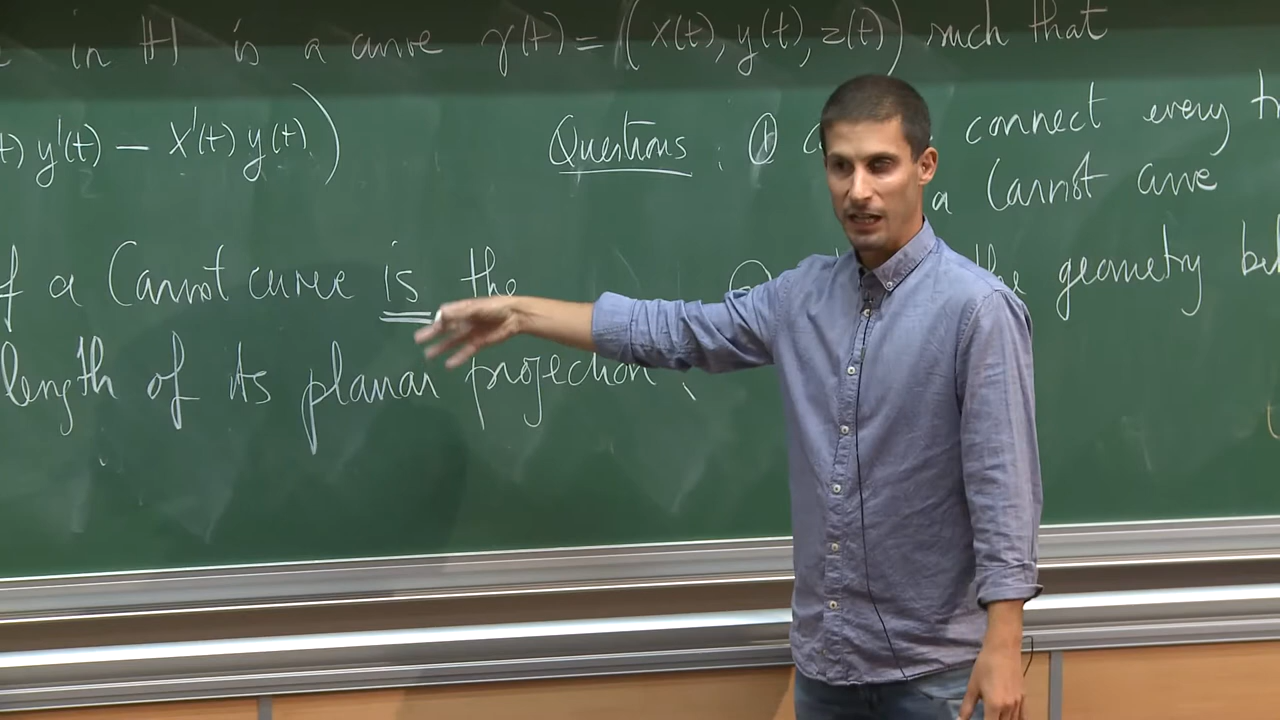 in H is a curve γ(t) = (x(t), y(t), z(t)) such that
t) y'(t) — x'(t) y(t))
Questions : ① connect every
a Carnot curve
f a Carnot curve is the
② the geometry
length of its planar projection.